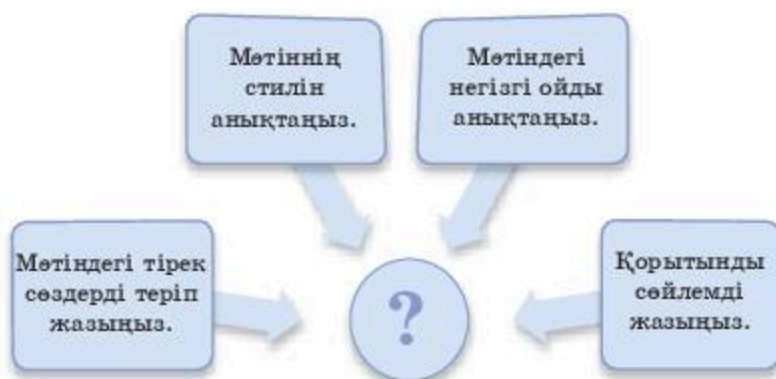 Мәтіннің
стилін
анықтаңыз.
Мәтіндегі
негізгі ойды
анықтаңыз.
Мәтіндегі тірек
сөздерді теріп
жазыңыз.
?
Қорытынды
сөйлемді
жазыңыз.